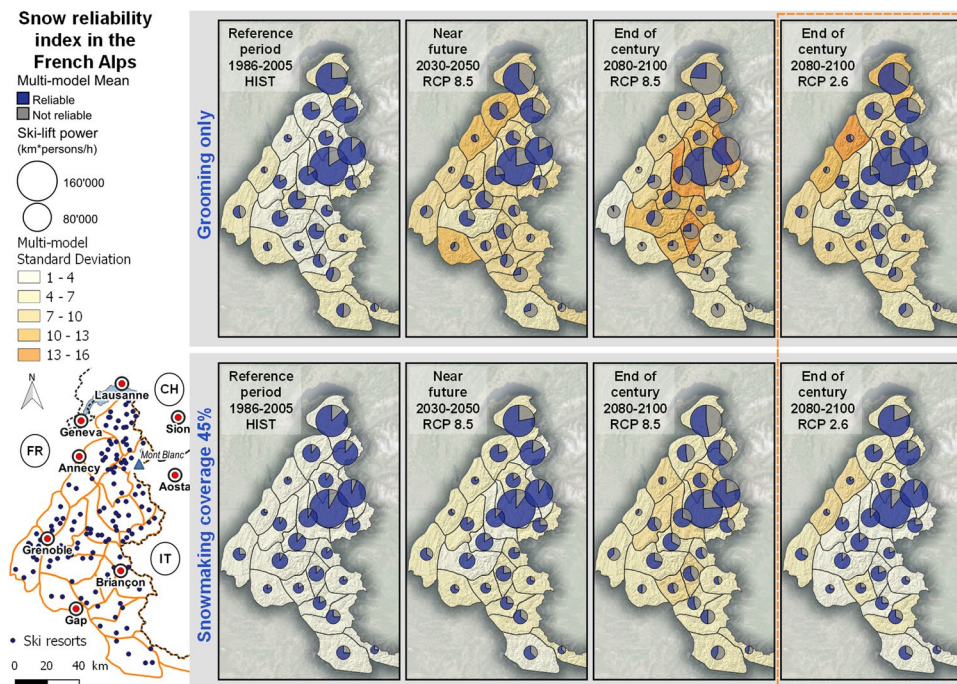 Snow reliability
index in the
French Alps
Multi-model Mean
Reliable
Not reliable
Ski-lift power
(km*persons/h)
160'000
80'000
Multi-model
Standard Deviation
1 - 4
4 - 7
7 - 10
10 - 13
13 - 16
N
Lausanne
CH
Geneva
Sion
FR
Mont Blanc
Annecy
Aosta
Grenoble
IT
Briançon
Gap
Ski resorts
0 20 40 km
Grooming only
Reference
period
1986-2005
HIST
Near
future
2030-2050
RCP 8.5
End of
century
2080-2100
RCP 8.5
End of
century
2080-2100
RCP 2.6
Snowmaking coverage 45%
Reference
period
1986-2005
HIST
Near
future
2030-2050
RCP 8.5
End of
century
2080-2100
RCP 8.5
End of
century
2080-2100
RCP 2.6